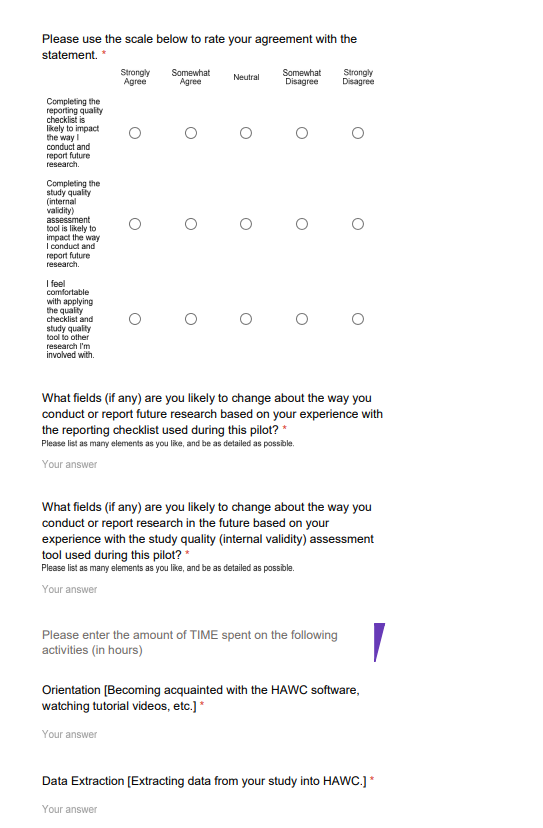 Please use the scale below to rate your agreement with the
statement. *
Strongly Agree Somewhat Agree Neutral Somewhat Disagree Strongly Disagree
Completing the
reporting quality
checklist is
likely to impact
the way I
conduct and
report future
research.
Completing the
study quality
(internal
validity)
assessment
tool is likely to
impact the way
I conduct and
report future
research.
I feel
comfortable
with applying
the quality
checklist and
study quality
tool to other
research I'm
involved with.
What fields (if any) are you likely to change about the way you
conduct or report future research based on your experience with
the reporting checklist used during this pilot? *
Please list as many elements as you like, and be as detailed as possible.
Your answer
What fields (if any) are you likely to change about the way you
conduct or report research in the future based on your
experience with the study quality (internal validity) assessment
tool used during this pilot? *
Please list as many elements as you like, and be as detailed as possible.
Your answer
Please enter the amount of TIME spent on the following
activities (in hours)
Orientation [Becoming acquainted with the HAWC software,
watching tutorial videos, etc.] *
Your answer
Data Extraction [Extracting data from your study into HAWC.] *
Your answer